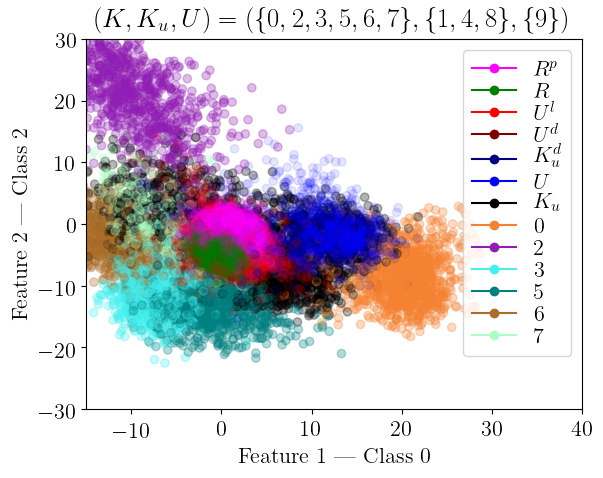 (K, K_u, U) = ({0, 2, 3, 5, 6, 7}, {1, 4, 8}, {9})
30
20
10
0
−10
−20
−30
Feature 2 — Class 2
R^p
R
U^l
U^d
K_u^d
U
K_u
0
2
3
5
6
7
−10
0
10
20
30
40
Feature 1 — Class 0